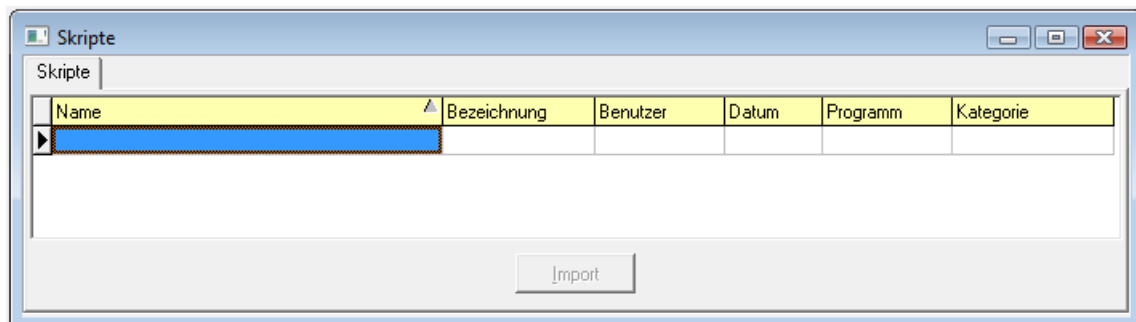 Skripte
Skripte
Name Bezeichnung Benutzer Datum Programm Kategorie
Import